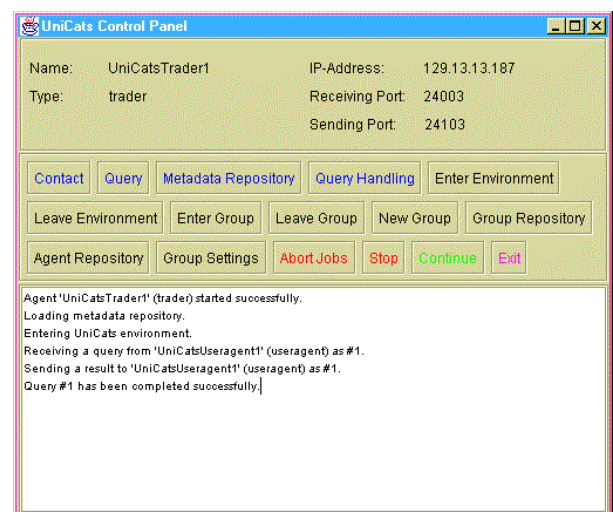 UniCats Control Panel
Name: UniCatsTrader1 IP-Address: 129.13.13.187
Type: trader Receiving Port: 24003
Sending Port: 24103
Contact Query Metadata Repository Query Handling Enter Environment
Leave Environment Enter Group Leave Group New Group Group Repository
Agent Repository Group Settings Abort Jobs Stop Continue Exit
Agent 'UniCatsTrader1' (trader) started successfully.
Loading metadata repository.
Entering UniCats environment.
Receiving a query from 'UniCatsUseragent1' (useragent) as #1.
Sending a result to 'UniCatsUseragent1' (useragent) as #1.
Query #1 has been completed successfully.